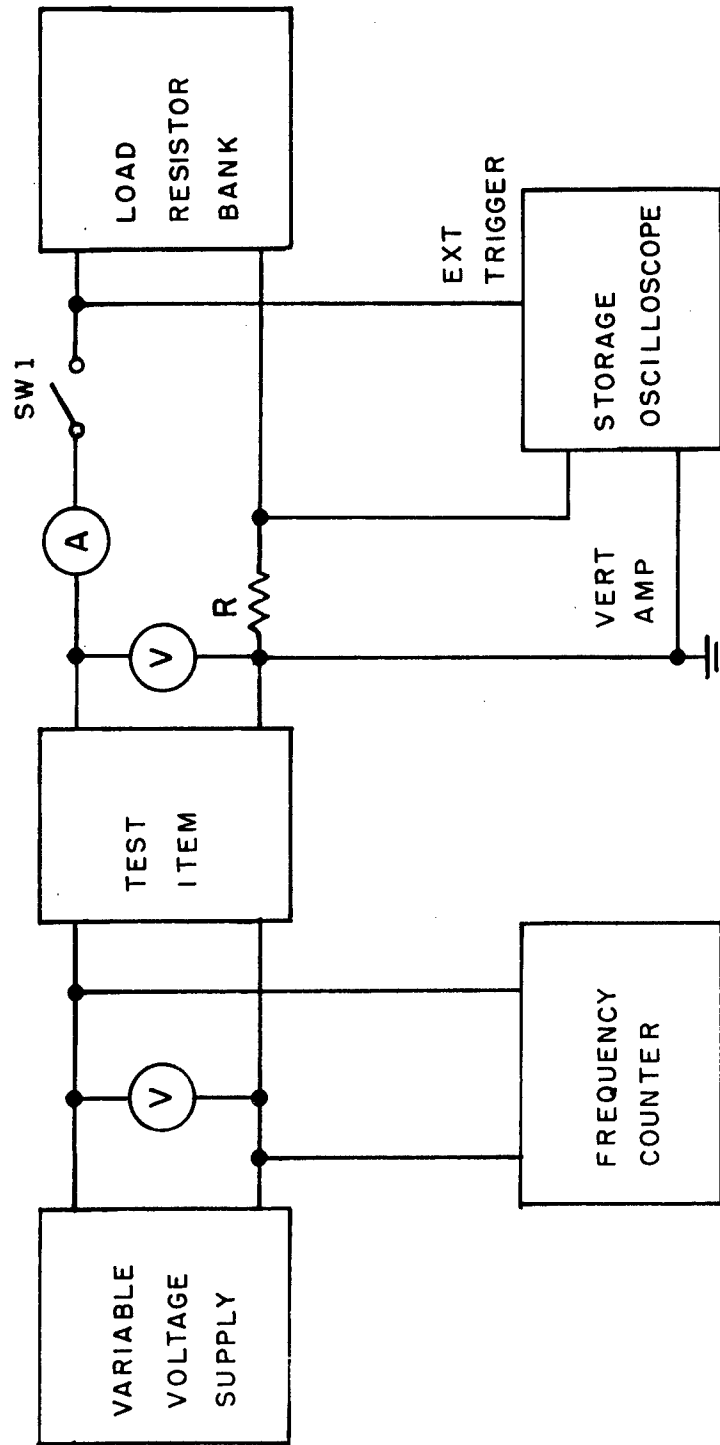 VARIABLE
VOLTAGE
SUPPLY
V
FREQUENCY
COUNTER
TEST
ITEM
V
A
SW1
R
VERT
AMP
EXT
TRIGGER
STORAGE
OSCILLOSCOPE
LOAD
RESISTOR
BANK